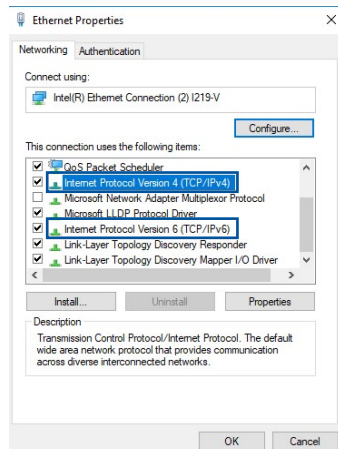 Ethernet Properties
Networking Authentication
Connect using:
Intel(R) Ethernet Connection (2) I219-V
Configure...
This connection uses the following items:
QoS Packet Scheduler
Internet Protocol Version 4 (TCP/IPv4)
Microsoft Network Adapter Multiplexor Protocol
Microsoft LLDP Protocol Driver
Internet Protocol Version 6 (TCP/IPv6)
Link-Layer Topology Discovery Responder
Link-Layer Topology Discovery Mapper I/O Driver
Install... Uninstall Properties
Description
Transmission Control Protocol/Internet Protocol. The default
wide area network protocol that provides communication
across diverse interconnected networks.
OK Cancel